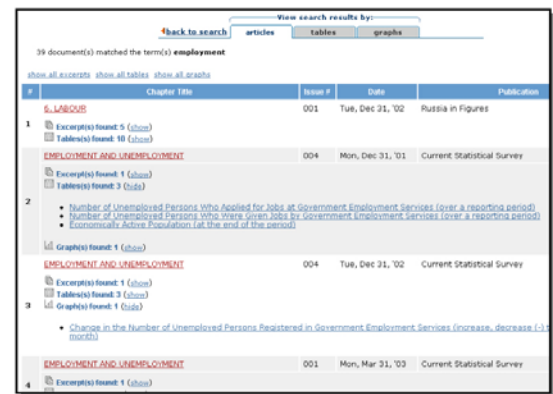 View search results by:
back to search articles tables graphs
39 document(s) matched the term(s) employment
show all excerpts show all tables show all graphs
# Chapter Title Issue # Date Publication
6. LABOUR 001 Tue, Dec 31, '02 Russia in Figures
1
Excerpt(s) found: 5 (show)
Tables(s) found: 10 (show)
EMPLOYMENT AND UNEMPLOYMENT 004 Mon, Dec 31, '01 Current Statistical Survey
Excerpt(s) found: 1 (show)
Tables(s) found: 3 (hide)
2
Number of Unemployed Persons Who Applied for Jobs at Government Employment Services (over a reporting period)
Number of Unemployed Persons Who Were Given Jobs by Government Employment Services (over a reporting period)
Economically Active Population (at the end of the period)
Graph(s) found: 1 (show)
EMPLOYMENT AND UNEMPLOYMENT 004 Tue, Dec 31, '02 Current Statistical Survey
Excerpt(s) found: 1 (show)
Tables(s) found: 3 (show)
3 Graph(s) found: 1 (hide)
Change in the Number of Unemployed Persons Registered in Government Employment Services (increase, decrease (-) t
month)
EMPLOYMENT AND UNEMPLOYMENT 001 Mon, Mar 31, '03 Current Statistical Survey
4 Excerpt(s) found: 1 (show)